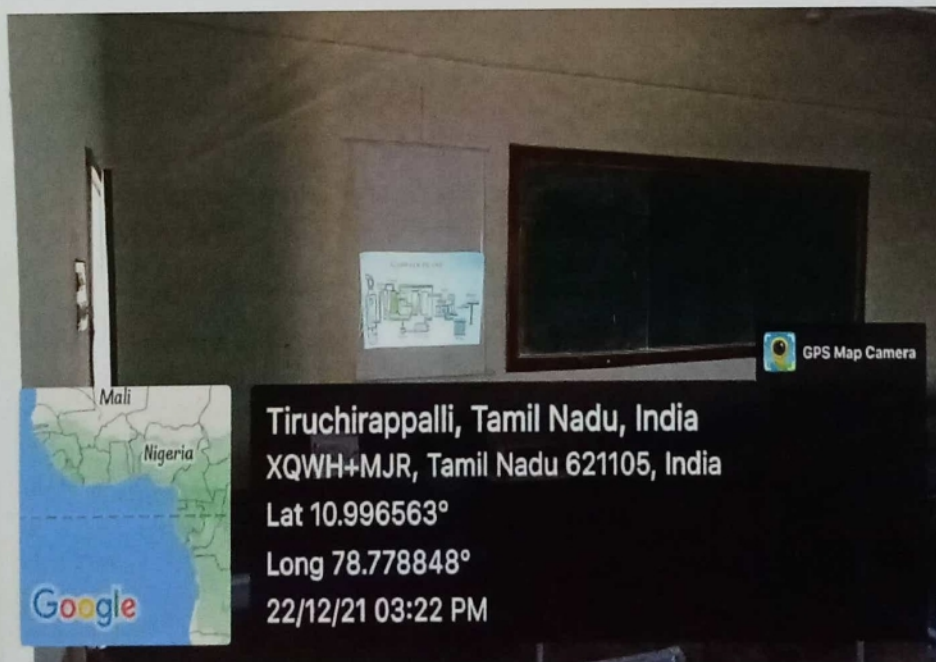 GPS Map Camera
Mali
Nigeria
Google
Tiruchirappalli, Tamil Nadu, India
XQWH+MJR, Tamil Nadu 621105, India
Lat 10.996563°
Long 78.778848°
22/12/21 03:22 PM